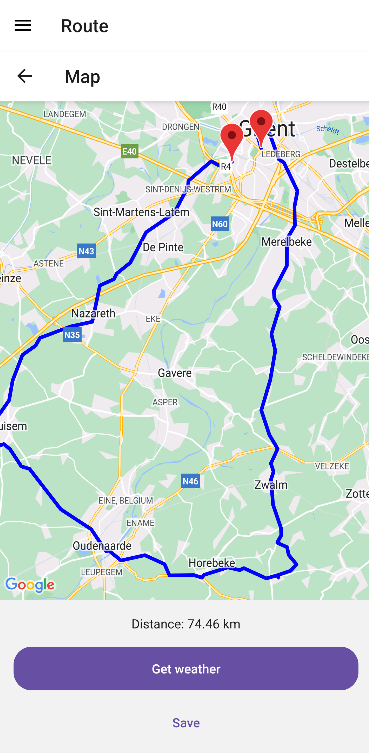 Route
Map
R40
LANDEGEM
DRONGEN
Gent
Schelde
E40
LEDEBERG
NEVELE
R4
Destelbe
SINT-DENIJS-WESTREM
Sint-Martens-Latem
N60
Melle
De Pinte
Merelbeke
N43
ASTENE
einze
Nazareth
EKE
N35
Oos
SCHELDEWINDEKE
Gavere
ASPER
uisem
VELZEKE
N46
Zwalm
Zotte
EINE, BELGIUM
ENAME
Oudenaarde
Horebeke
LEUPEGEM
Google
Distance: 74.46 km
Get weather
Save